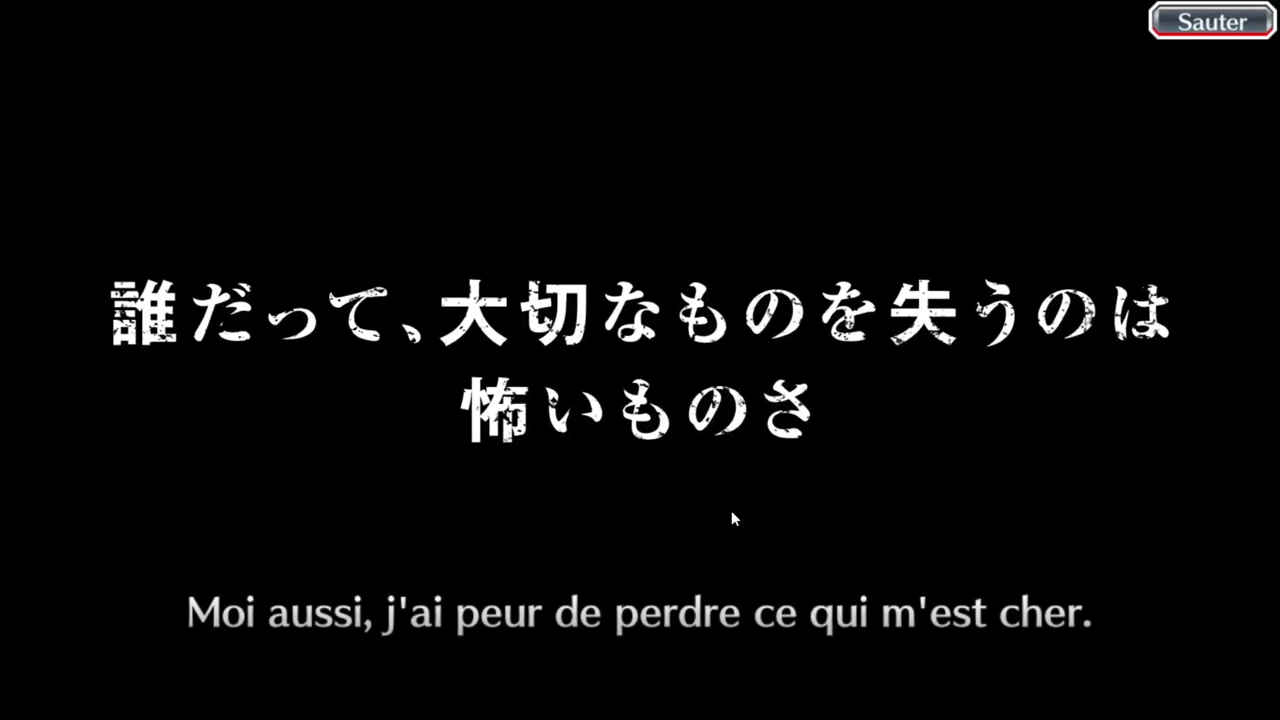 Sauter
誰だって、大切なものを失うのは
怖いものさ
Moi aussi, j'ai peur de perdre ce qui m'est cher.